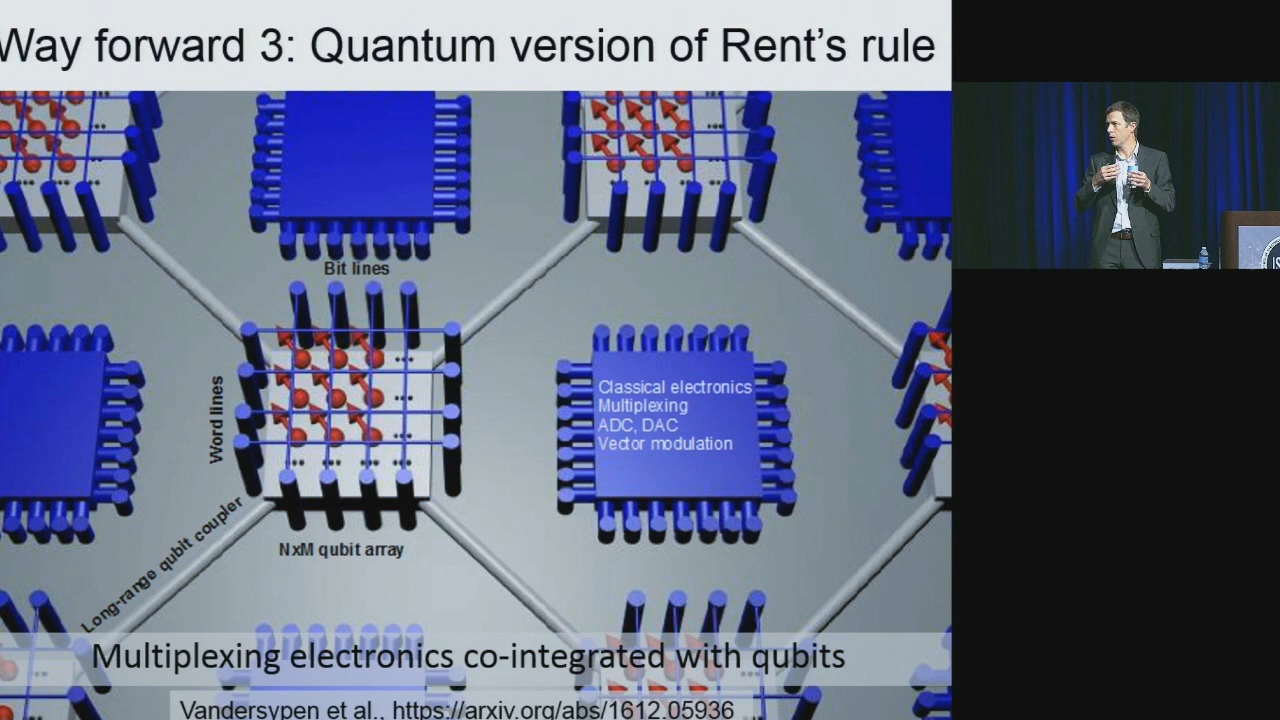 Way forward 3: Quantum version of Rent's rule
Bit lines
Word lines
Classical electronics
Multiplexing
ADC, DAC
Vector modulation
Long-range qubit coupler
NxM qubit array
Multiplexing electronics co-integrated with qubits
Vandersypen et al., https://arxiv.org/abs/1612.05936